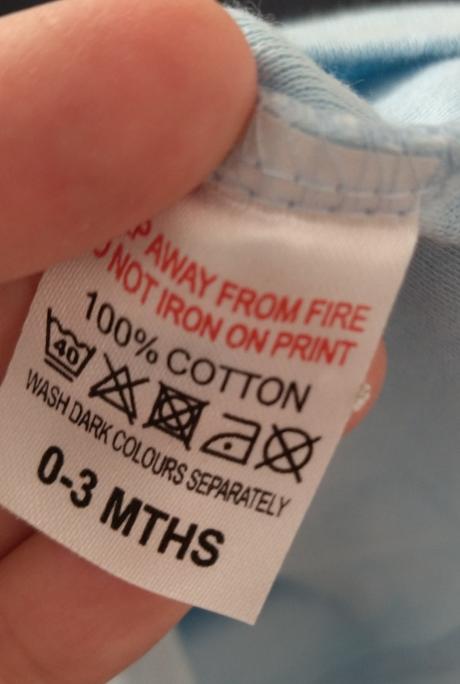 AWAY FROM FIRE
NOT IRON ON PRINT
100% COTTON
40
WASH DARK COLOURS SEPARATELY
0-3 MTHS